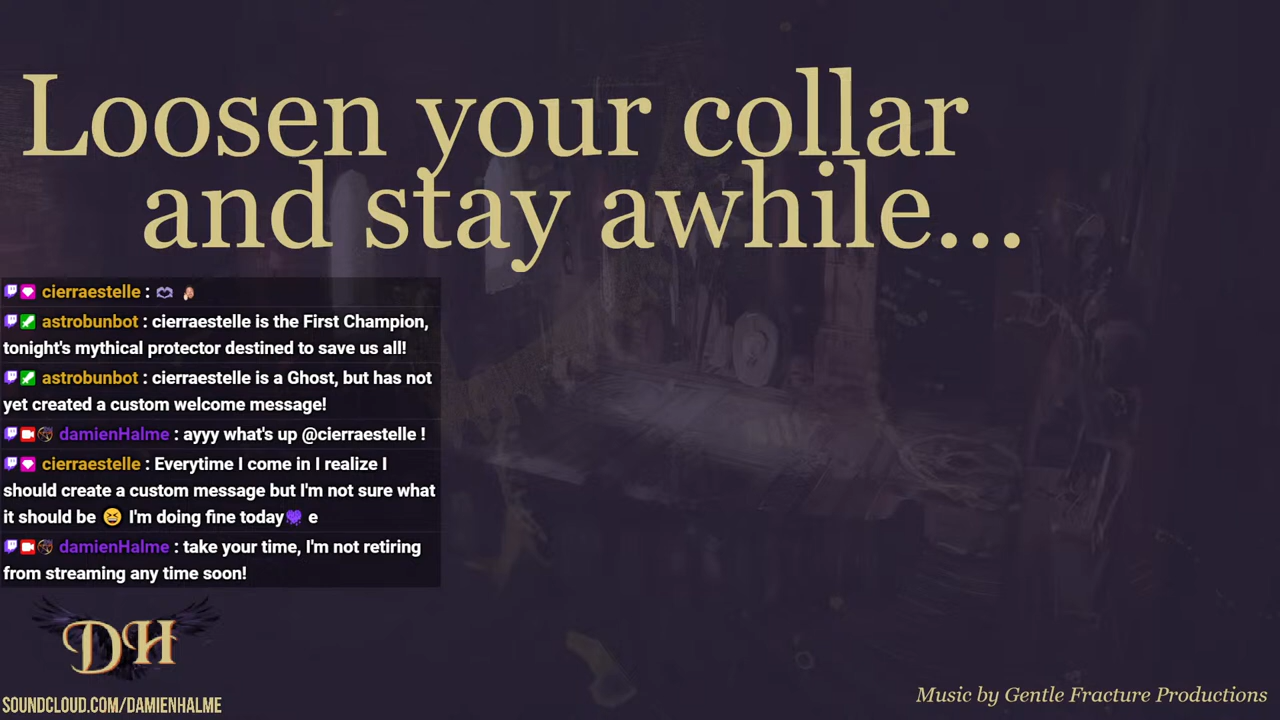 Loosen your collar
and stay awhile...
cierraestelle :
astrobunbot : cierraestelle is the First Champion,
tonight's mythical protector destined to save us all!
astrobunbot : cierraestelle is a Ghost, but has not
yet created a custom welcome message!
damienHalme : ayyy what's up @cierraestelle !
cierraestelle : Everytime I come in I realize I
should create a custom message but I'm not sure what
it should be 😆 I'm doing fine today💜 e
damienHalme : take your time, I'm not retiring
from streaming any time soon!
DH
SOUNDCLOUD.COM/DAMIENHALME
Music by Gentle Fracture Productions